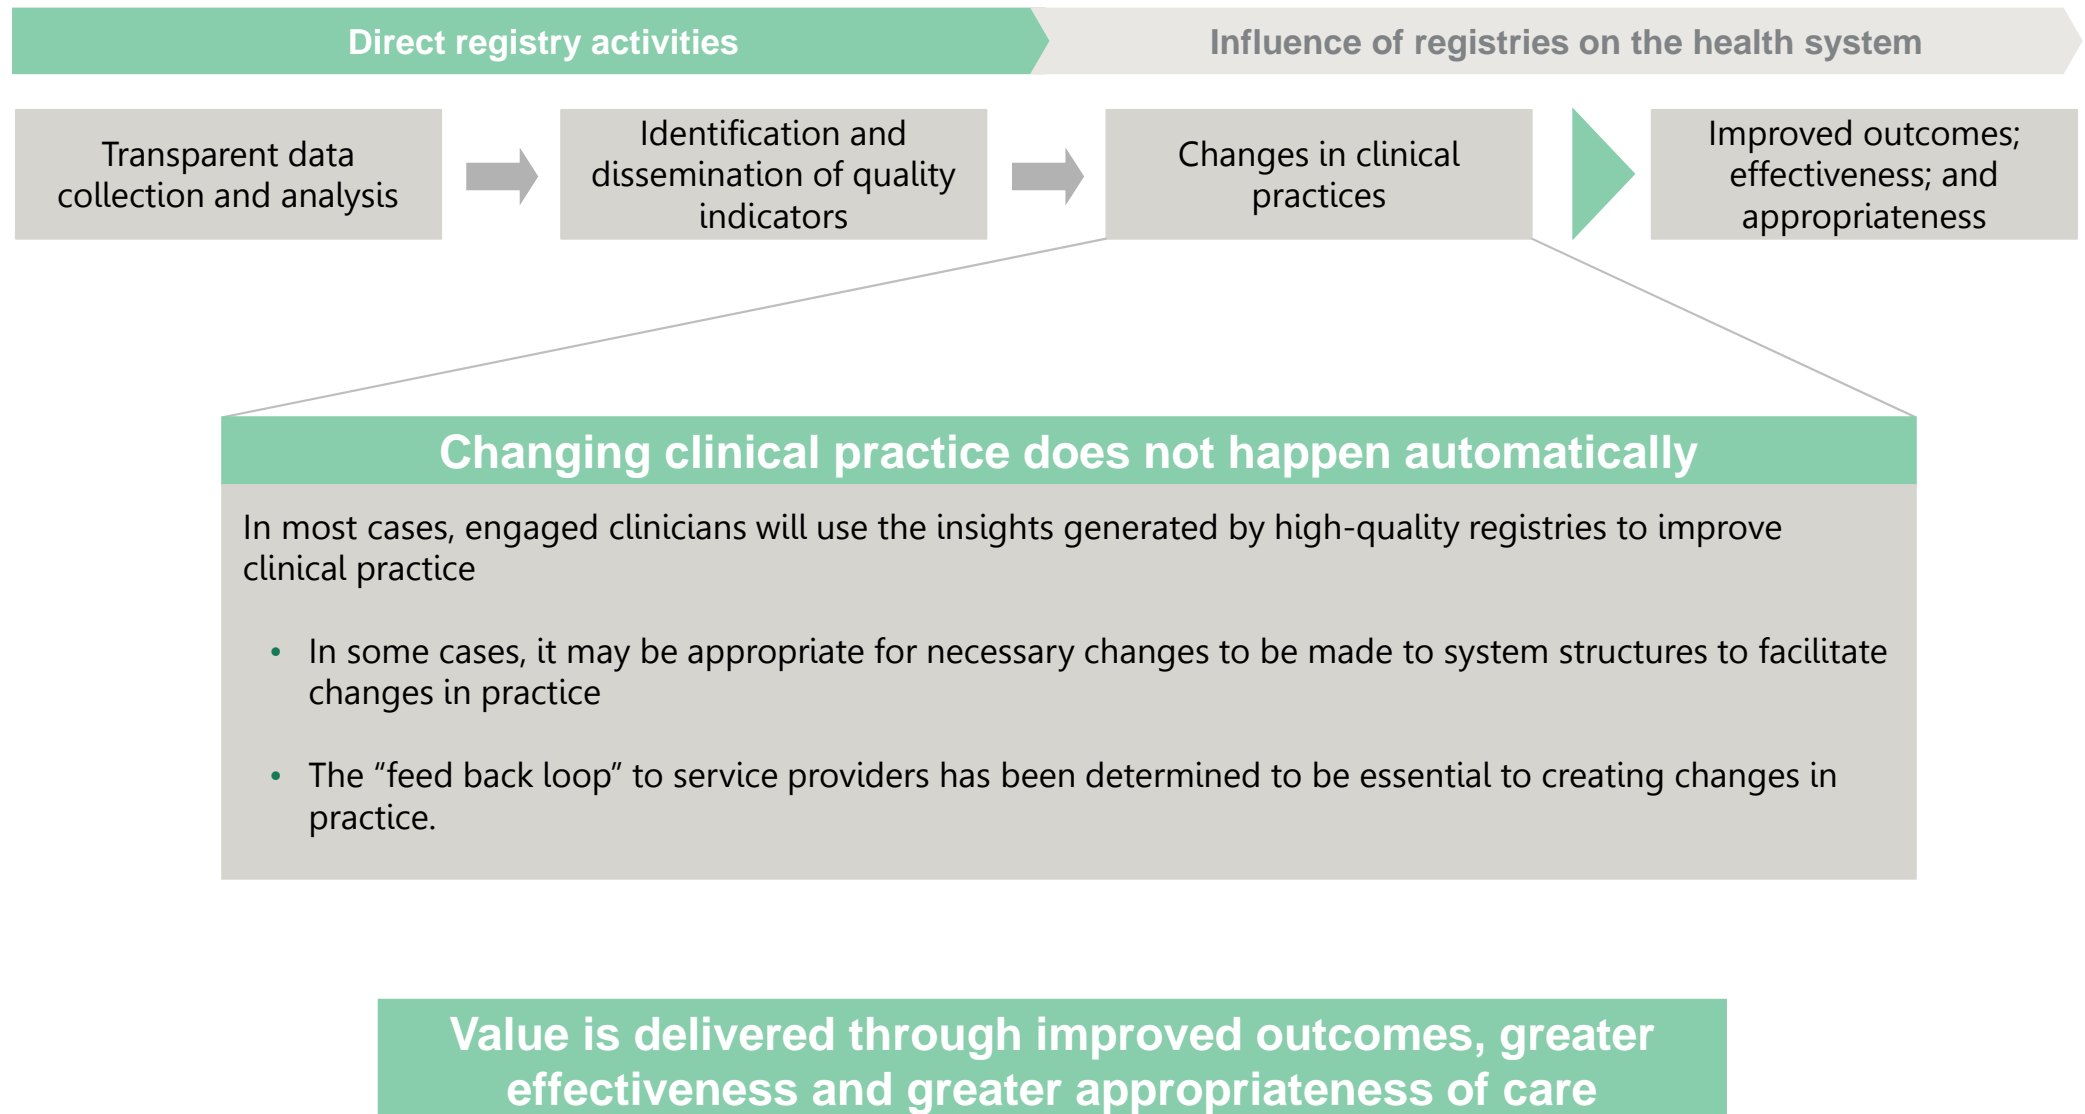 Direct registry activities
Influence of registries on the health system
Transparent data
collection and analysis
Identification and
dissemination of quality
indicators
Changes in clinical
practices
Improved outcomes;
effectiveness; and
appropriateness
Changing clinical practice does not happen automatically
In most cases, engaged clinicians will use the insights generated by high-quality registries to improve
clinical practice
• In some cases, it may be appropriate for necessary changes to be made to system structures to facilitate
changes in practice
• The “feed back loop” to service providers has been determined to be essential to creating changes in
practice.
Value is delivered through improved outcomes, greater
effectiveness and greater appropriateness of care